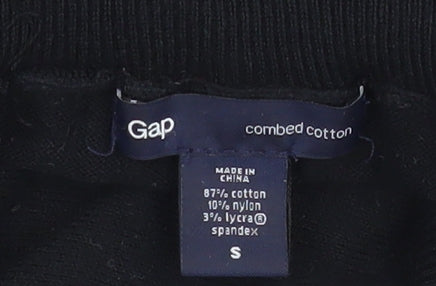 Gap combed cotton
MADE IN
CHINA
87% cotton
10% nylon
3% lycra®
spandex
S